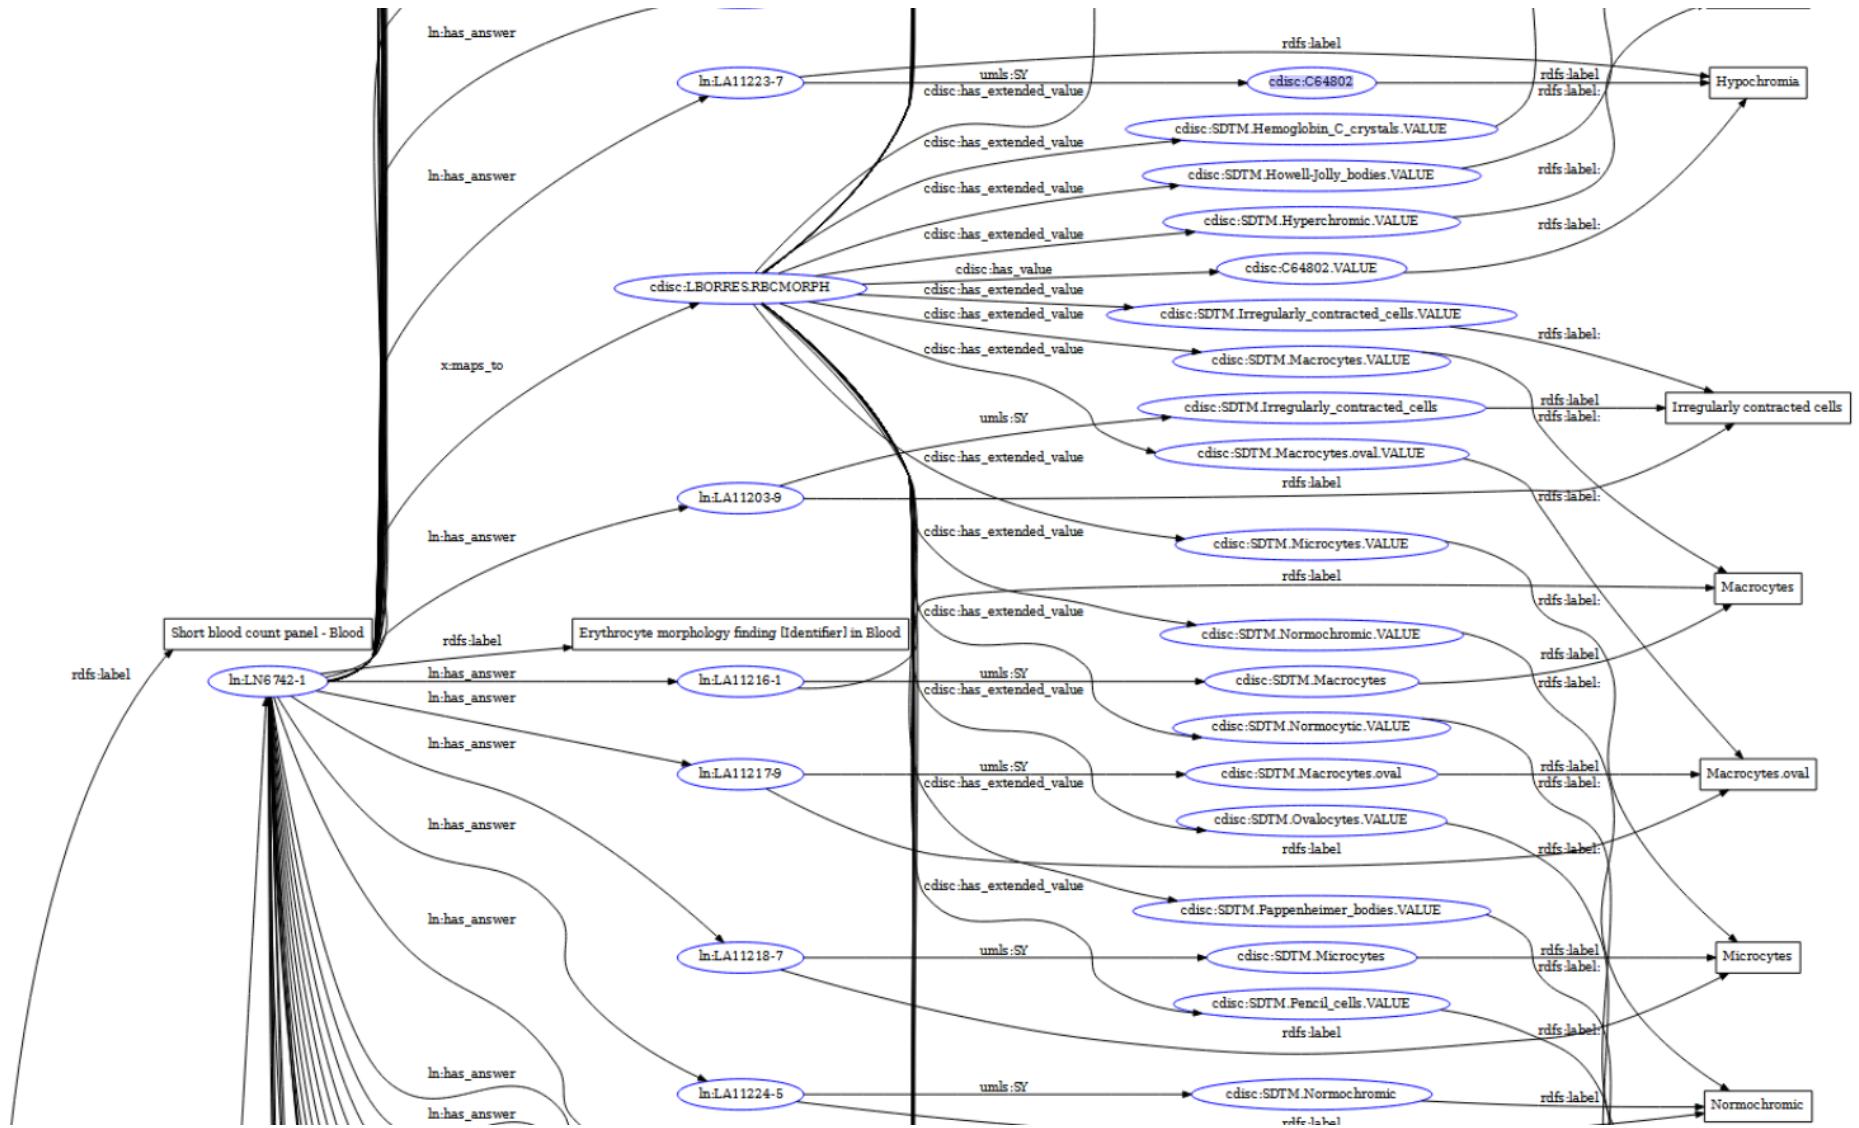 ln:has_answer
rdfs:label
ln:LA11223-7
umls:SY
cdisc:C64802
rdfs:label
Hypochromia
cdisc:has_extended_value
rdfs:label:
cdisc:SDTM.Hemoglobin_C_crystals.VALUE
cdisc:has_extended_value
ln:has_answer
cdisc:SDTM.Howell-Jolly_bodies.VALUE
rdfs:label:
cdisc:has_extended_value
cdisc:SDTM.Hyperchromic.VALUE
rdfs:label:
cdisc:has_extended_value
cdisc:has_value
cdisc:C64802.VALUE
cdisc:LBORRES.RBCMORPH
cdisc:has_extended_value
cdisc:has_extended_value
cdisc:SDTM.Irregularly_contracted_cells.VALUE
rdfs:label:
cdisc:has_extended_value
cdisc:SDTM.Macrocytes.VALUE
x:maps_to
rdfs:label
cdisc:SDTM.Irregularly_contracted_cells
Irregularly contracted cells
umls:SY
rdfs:label:
cdisc:has_extended_value
cdisc:SDTM.Macrocytes.oval.VALUE
rdfs:label
ln:LA11203-9
rdfs:label:
ln:has_answer
cdisc:has_extended_value
cdisc:SDTM.Microcytes.VALUE
rdfs:label
Macrocytes
rdfs:label:
cdisc:has_extended_value
Short blood count panel - Blood
rdfs:label
Erythrocyte morphology finding [Identifier] in Blood
cdisc:SDTM.Normochromic.VALUE
rdfs:label
rdfs:label
ln:LN6742-1
ln:has_answer
ln:LA11216-1
umls:SY
cdisc:SDTM.Macrocytes
rdfs:label:
ln:has_answer
cdisc:has_extended_value
cdisc:SDTM.Normocytic.VALUE
ln:has_answer
ln:LA11217-9
umls:SY
cdisc:SDTM.Macrocytes.oval
rdfs:label
Macrocytes.oval
cdisc:has_extended_value
rdfs:label:
ln:has_answer
cdisc:SDTM.Ovalocytes.VALUE
rdfs:label
rdfs:label:
cdisc:has_extended_value
cdisc:SDTM.Pappenheimer_bodies.VALUE
ln:has_answer
ln:LA11218-7
umls:SY
cdisc:SDTM.Microcytes
rdfs:label
Microcytes
rdfs:label:
cdisc:SDTM.Pencil_cells.VALUE
rdfs:label
rdfs:label:
ln:has_answer
ln:LA11224-5
umls:SY
cdisc:SDTM.Normochromic
rdfs:label
Normochromic
ln:has_answer
rdfs:label